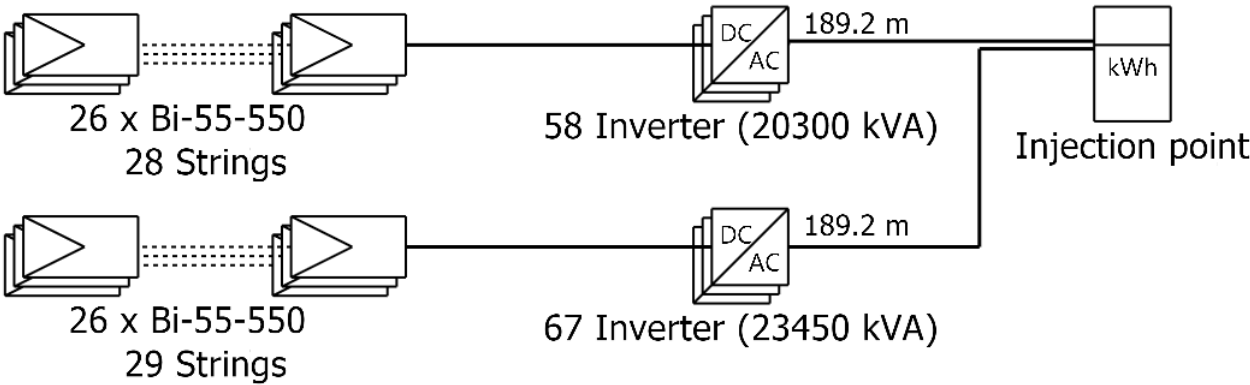 DC
AC
189.2 m
kWh
26 x Bi-55-550
28 Strings
58 Inverter (20300 kVA)
Injection point
DC
AC
189.2 m
26 x Bi-55-550
29 Strings
67 Inverter (23450 kVA)